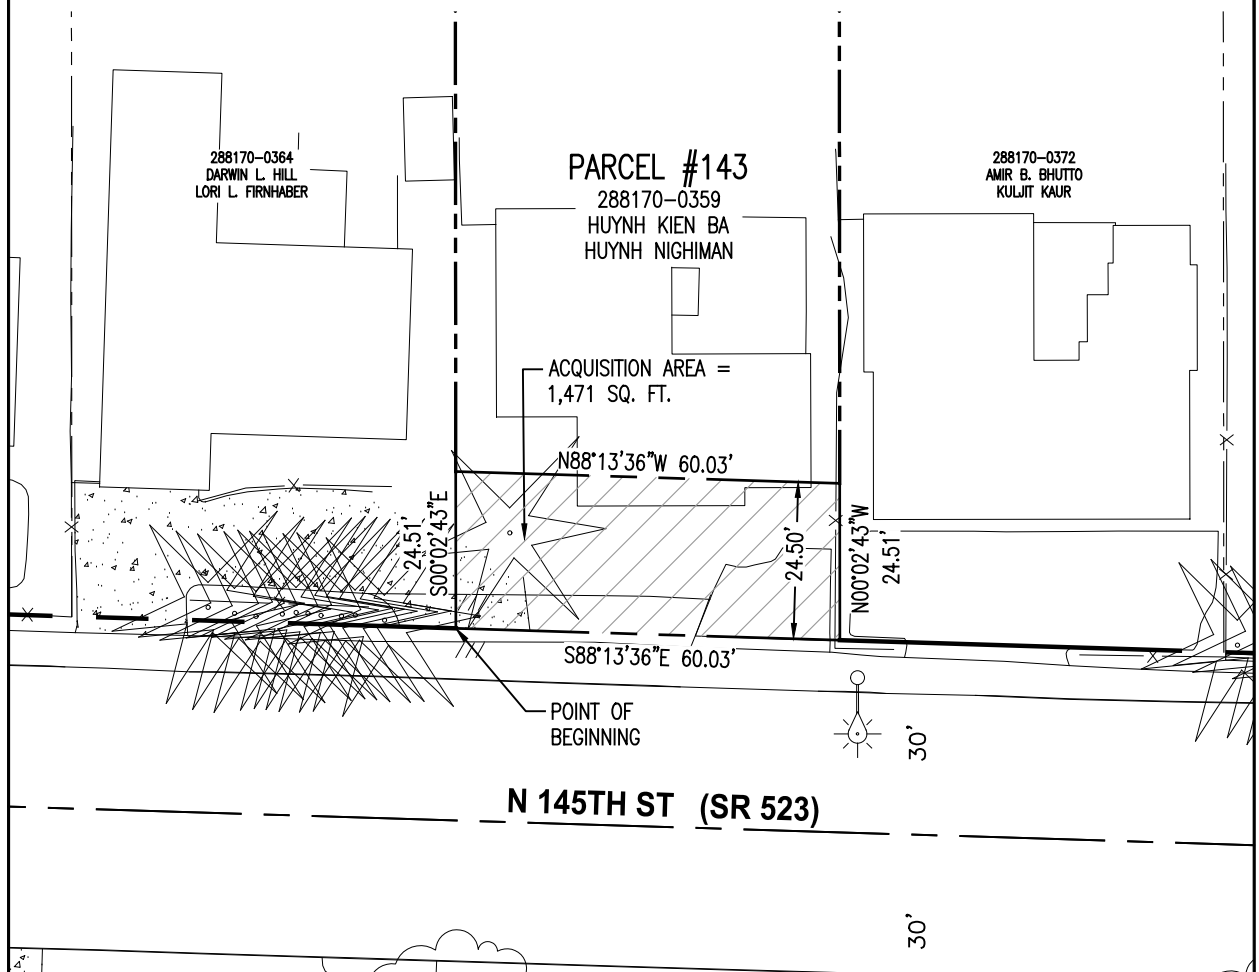 288170-0364
DARWIN L. HILL
LORI L. FIRNHABER
PARCEL #143
288170-0359
HUYNH KIEN BA
HUYNH NIGHIMAN
288170-0372
AMIR B. BHUTTO
KULJIT KAUR
ACQUISITION AREA =
1,471 SQ. FT.
N88°13'36"W 60.03'
24.51'
S00°02'43"E
24.50'
N00°02'43"W
24.51'
S88°13'36"E 60.03'
POINT OF
BEGINNING
30'
N 145TH ST (SR 523)
30'